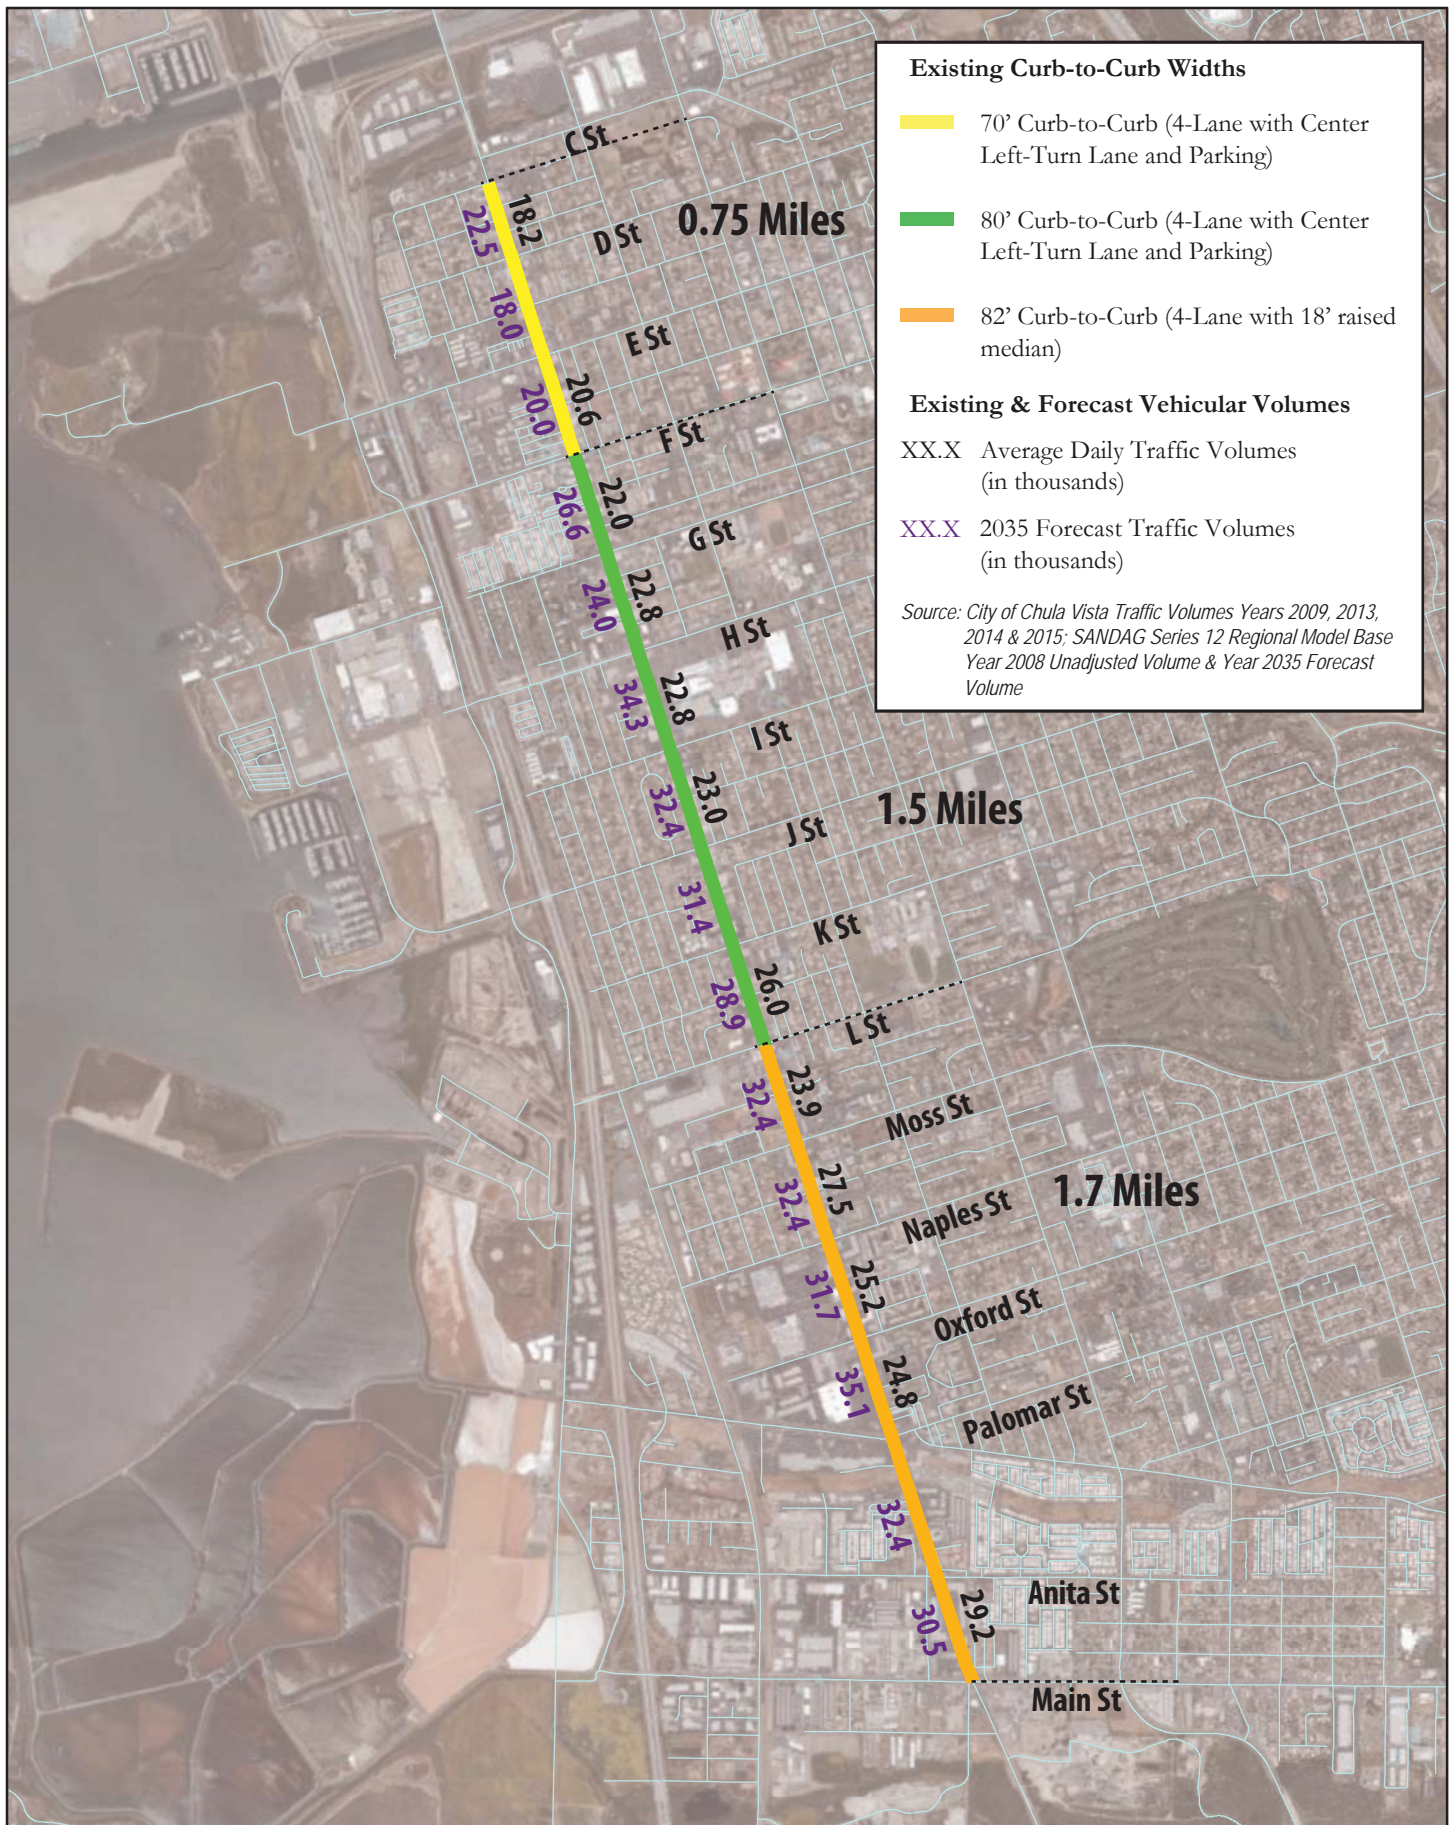 Existing Curb-to-Curb Widths
70’ Curb-to-Curb (4-Lane with Center
Left-Turn Lane and Parking)
80’ Curb-to-Curb (4-Lane with Center
Left-Turn Lane and Parking)
82’ Curb-to-Curb (4-Lane with 18’ raised
median)
Existing & Forecast Vehicular Volumes
XX.X Average Daily Traffic Volumes
(in thousands)
XX.X 2035 Forecast Traffic Volumes
(in thousands)
Source: City of Chula Vista Traffic Volumes Years 2009, 2013,
2014 & 2015; SANDAG Series 12 Regional Model Base
Year 2008 Unadjusted Volume & Year 2035 Forecast
Volume
C St
22.5
18.2
D St
0.75 Miles
18.0
E St
20.0
20.6
F St
26.6
22.0
G St
24.0
22.8
H St
34.3
22.8
I St
32.4
23.0
J St
1.5 Miles
31.4
K St
28.9
26.0
L St
32.4
23.9
Moss St
32.4
27.5
Naples St
1.7 Miles
31.7
25.2
Oxford St
35.1
24.8
Palomar St
32.4
Anita St
30.5
29.2
Main St